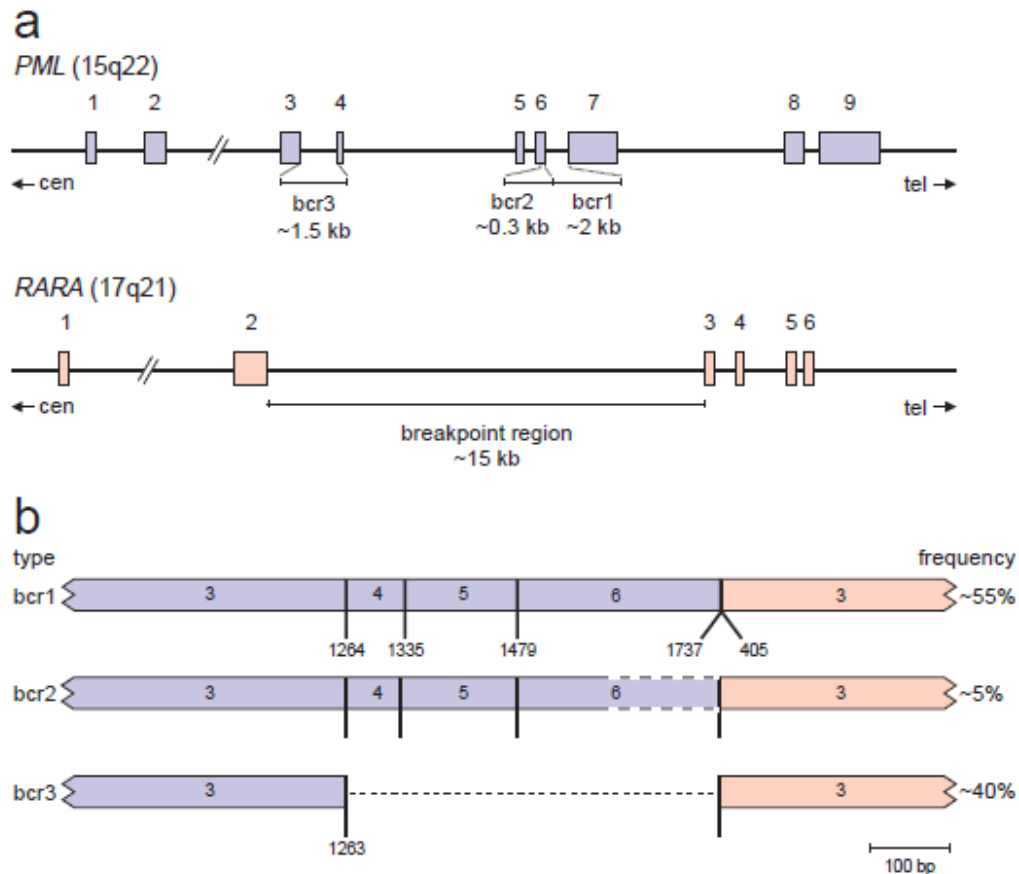 a
PML (15q22)
1 2 3 4 5 6 7 8 9
← cen tel →
bcr3 bcr2 bcr1
~1.5 kb ~0.3 kb ~2 kb
RARA (17q21)
1 2 3 4 5 6
← cen tel →
breakpoint region
~15 kb
b
type frequency
bcr1 3 4 5 6 3 ~55%
1264 1335 1479 1737 405
bcr2 3 4 5 6 3 ~5%
bcr3 3 3 ~40%
1263
100 bp